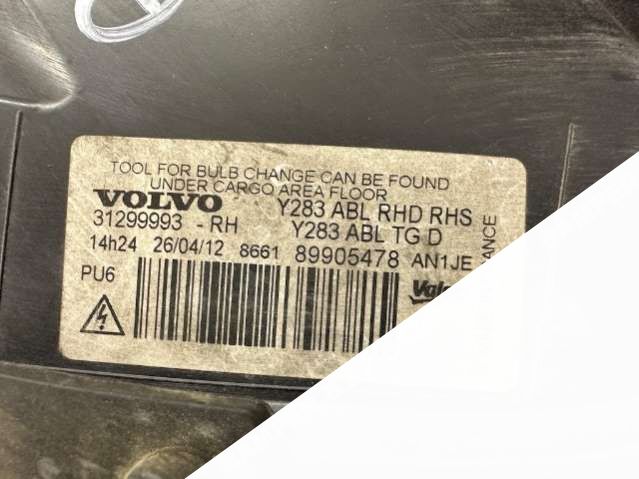 TOOL FOR BULB CHANGE CAN BE FOUND
UNDER CARGO AREA FLOOR
VOLVO Y283 ABL RHD RHS
31299993 - RH Y283 ABL TG D
14h24 26/04/12 8661 89905478 AN1JE
PU6